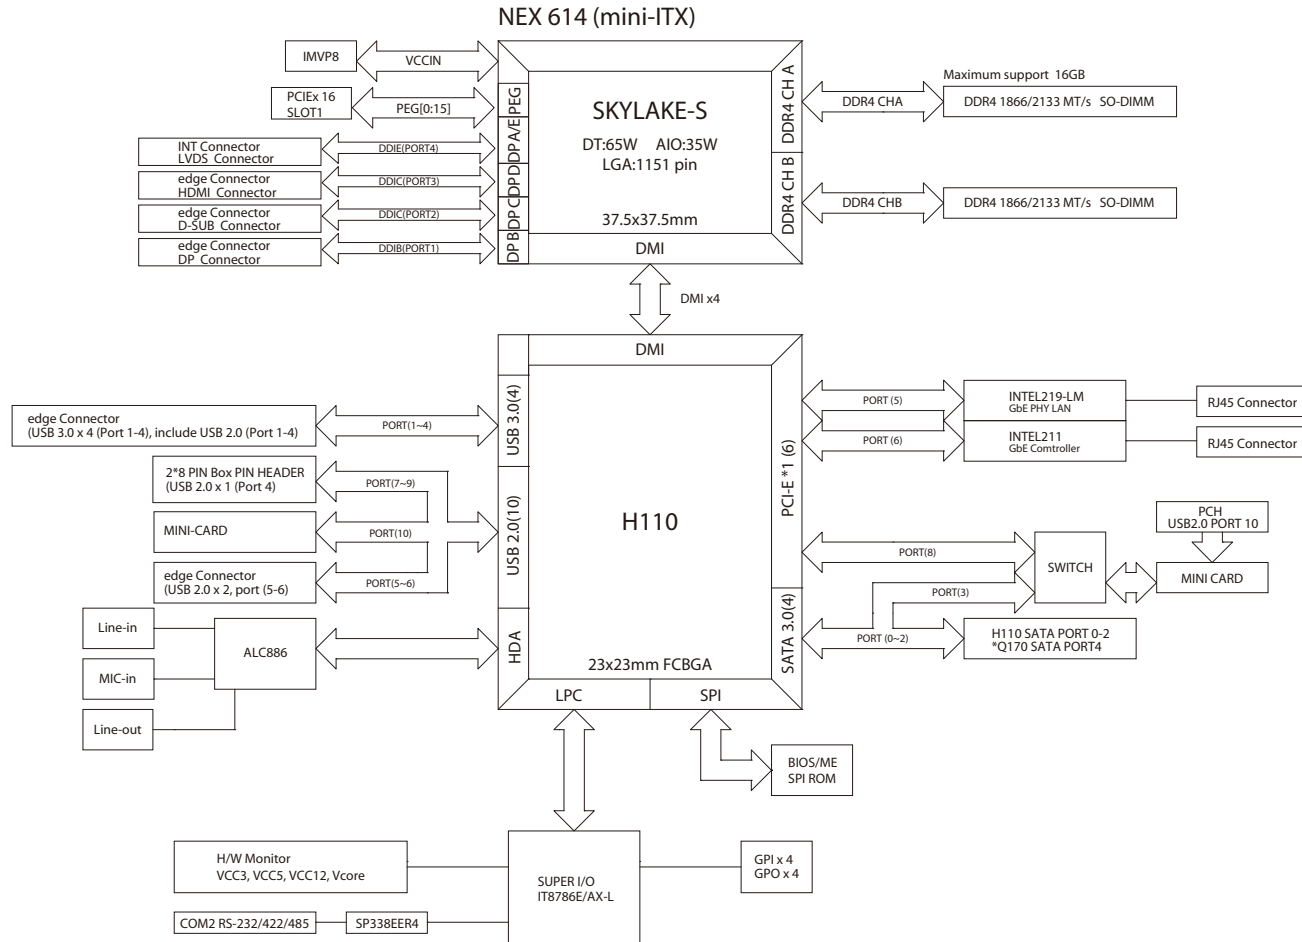 NEX 614 (mini-ITX)
IMVP8
VCCIN
PCIEx 16
SLOT1
PEG[0:15]
INT Connector
LVDS Connector
DDIE(PORT4)
edge Connector
HDMI Connector
DDIC(PORT3)
edge Connector
D-SUB Connector
DDIC(PORT2)
edge Connector
DP Connector
DDIB(PORT1)
PEG
DP A/E
DPD
DPC
DP B
SKYLAKE-S
DT:65W AIO:35W
LGA:1151 pin
37.5x37.5mm
DMI
DDR4 CH A
DDR4 CH B
DDR4 CHA
Maximum support 16GB
DDR4 1866/2133 MT/s SO-DIMM
DDR4 CHB
DDR4 1866/2133 MT/s SO-DIMM
DMI x4
DMI
USB 3.0(4)
USB 2.0(10)
HDA
H110
23x23mm FCBGA
LPC
SPI
PCI-E *1 (6)
SATA 3.0(4)
edge Connector
(USB 3.0 x 4 (Port 1-4), include USB 2.0 (Port 1-4)
PORT(1~4)
2*8 PIN Box PIN HEADER
(USB 2.0 x 1 (Port 4)
PORT(7~9)
MINI-CARD
PORT(10)
edge Connector
(USB 2.0 x 2, port (5-6)
PORT(5~6)
Line-in
MIC-in
Line-out
ALC886
PORT (5)
INTEL219-LM
GbE PHY LAN
RJ45 Connector
PORT (6)
INTEL211
GbE Comtroller
RJ45 Connector
PORT(8)
SWITCH
PCH
USB2.0 PORT 10
MINI CARD
PORT(3)
PORT (0~2)
H110 SATA PORT 0-2
*Q170 SATA PORT4
BIOS/ME
SPI ROM
H/W Monitor
VCC3, VCC5, VCC12, Vcore
SUPER I/O
IT8786E/AX-L
GPI x 4
GPO x 4
COM2 RS-232/422/485
SP338EER4